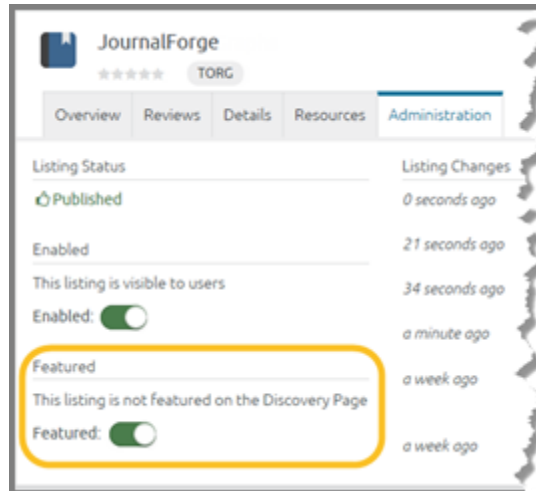 JournalForge
TORG
Overview Reviews Details Resources Administration
Listing Status
Published
Enabled
This listing is visible to users
Enabled:
Featured
This listing is not featured on the Discovery Page
Featured:
Listing Changes
0 seconds ago
21 seconds ago
34 seconds ago
a minute ago
a week ago
a week ago